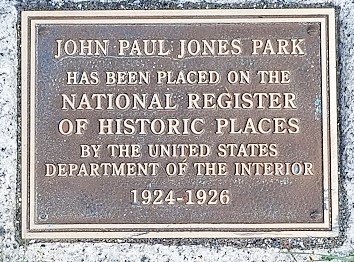 JOHN PAUL JONES PARK
HAS BEEN PLACED ON THE
NATIONAL REGISTER
OF HISTORIC PLACES
BY THE UNITED STATES
DEPARTMENT OF THE INTERIOR
1924-1926